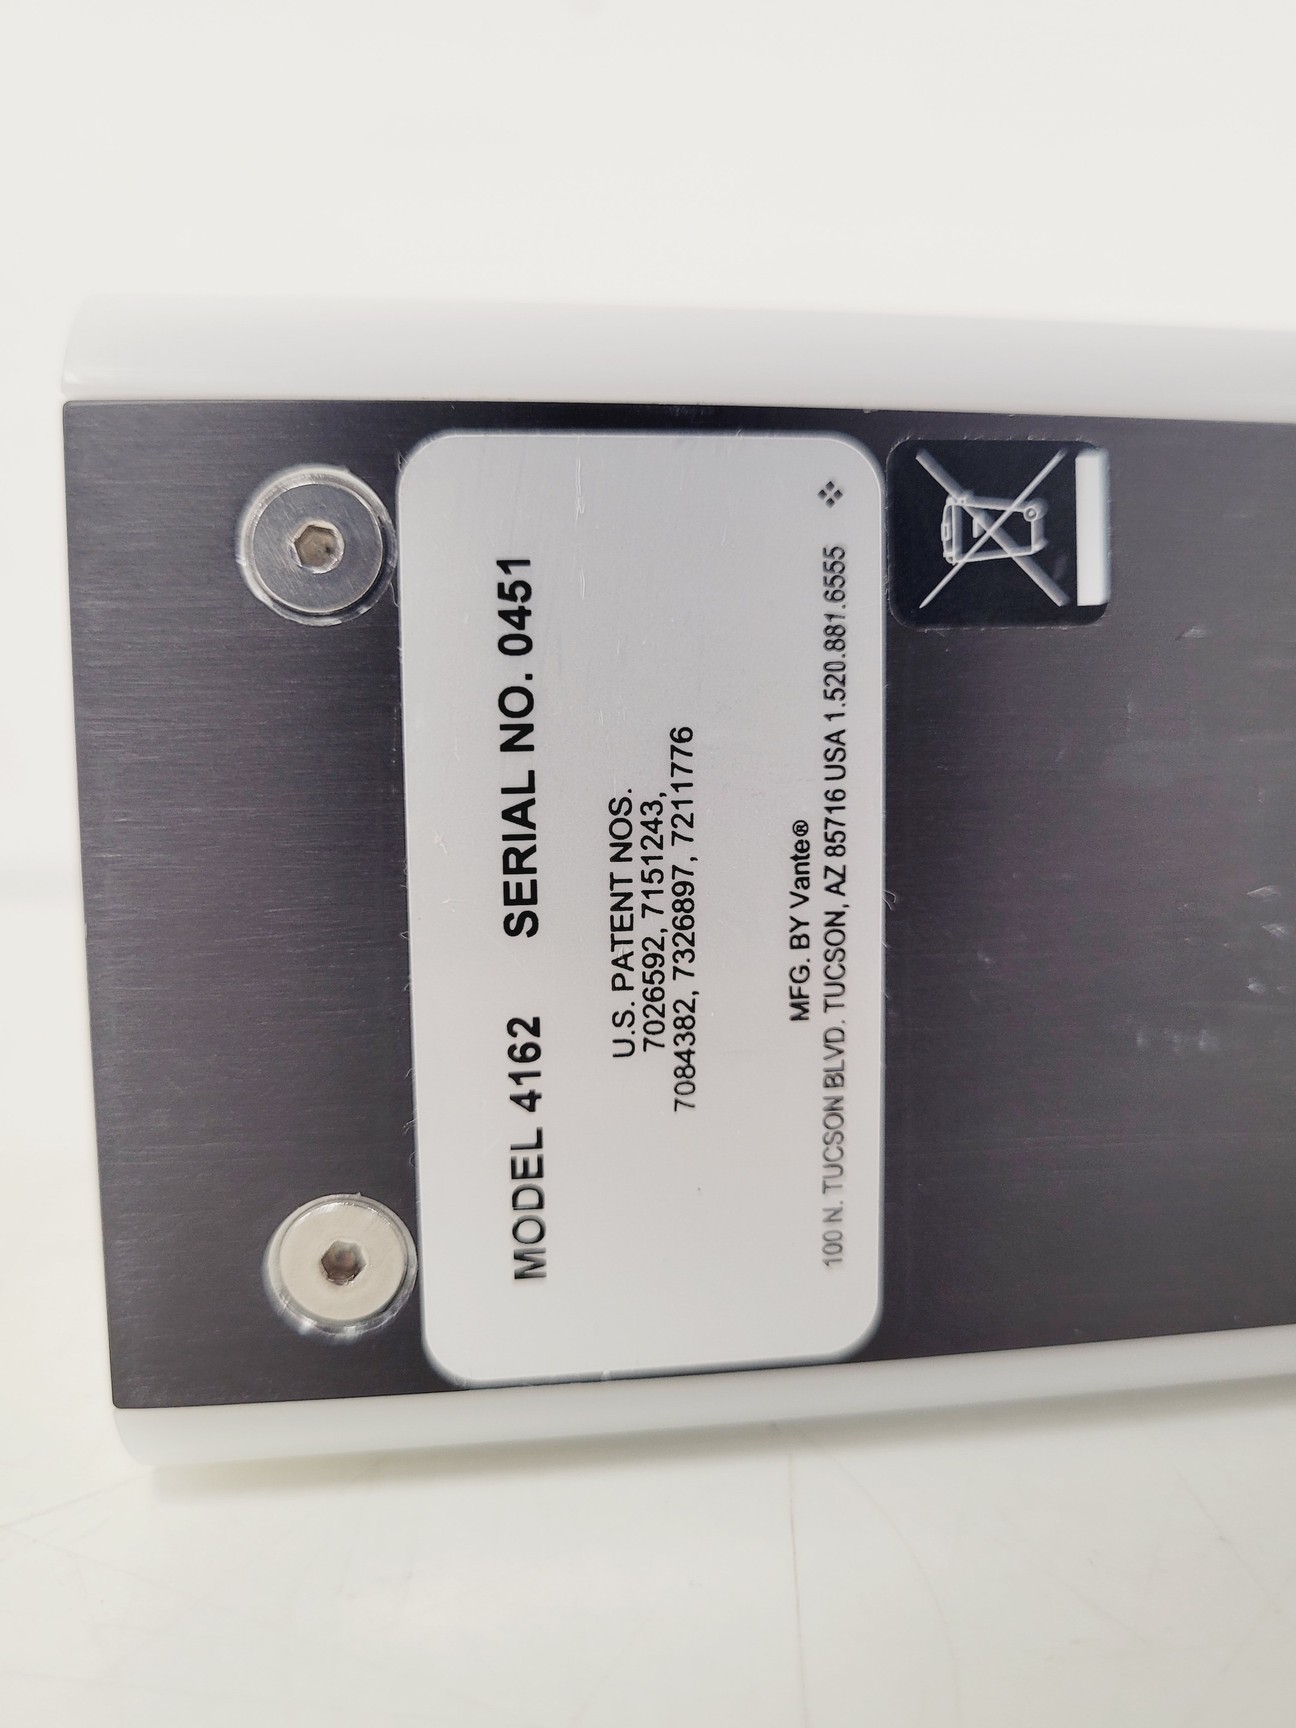 MODEL 4162 SERIAL NO. 0451
U.S. PATENT NOS.
7026592, 7151243,
7084382, 7326897, 7211776
MFG. BY Vante®
100 N. TUCSON BLVD. TUCSON, AZ 85716 USA 1.520.881.6555